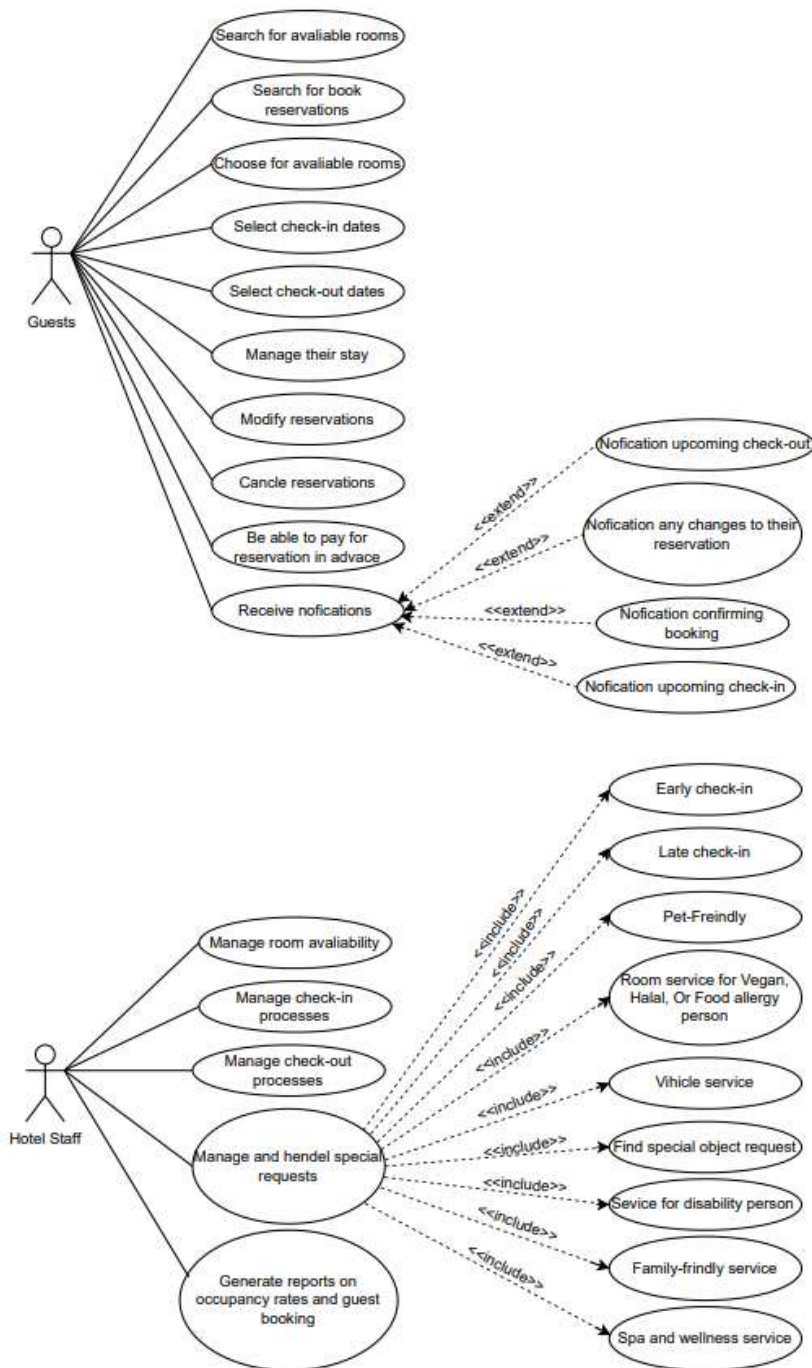 Search for avaliable rooms
Search for book
reservations
Choose for avaliable rooms
Select check-in dates
Select check-out dates
Guests
Manage their stay
Modify reservations
Cancle reservations
Be able to pay for
reservation in advace
Receive nofications
<<extend>>
<<extend>>
<<extend>>
<<extend>>
Nofication upcoming check-out
Nofication any changes to their
reservation
Nofication confirming
booking
Nofication upcoming check-in
Manage room avaliability
Manage check-in
processes
Manage check-out
processes
Hotel Staff
Manage and hendel special
requests
Generate reports on
occupancy rates and guest
booking
<<include>>
<<include>>
<<include>>
<<include>>
<<include>>
<<include>>
<<include>>
<<include>>
<<include>>
Early check-in
Late check-in
Pet-Freindly
Room service for Vegan,
Halal, Or Food allergy
person
Vihicle service
Find special object request
Sevice for disability person
Family-frindly service
Spa and wellness service